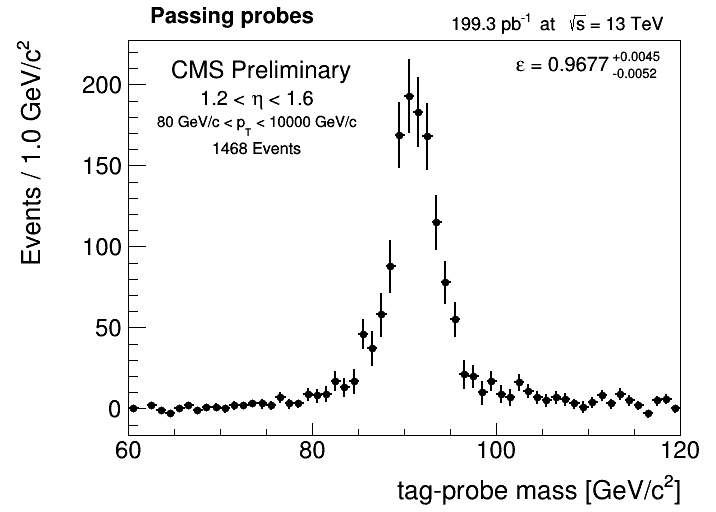 Passing probes
199.3 pb⁻¹ at √s = 13 TeV
CMS Preliminary
1.2 < η < 1.6
80 GeV/c < p_T < 10000 GeV/c
1468 Events
ε = 0.9677 +0.0045 -0.0052
Events / 1.0 GeV/c²
200
150
100
50
0
60 80 100 120
tag-probe mass [GeV/c²]